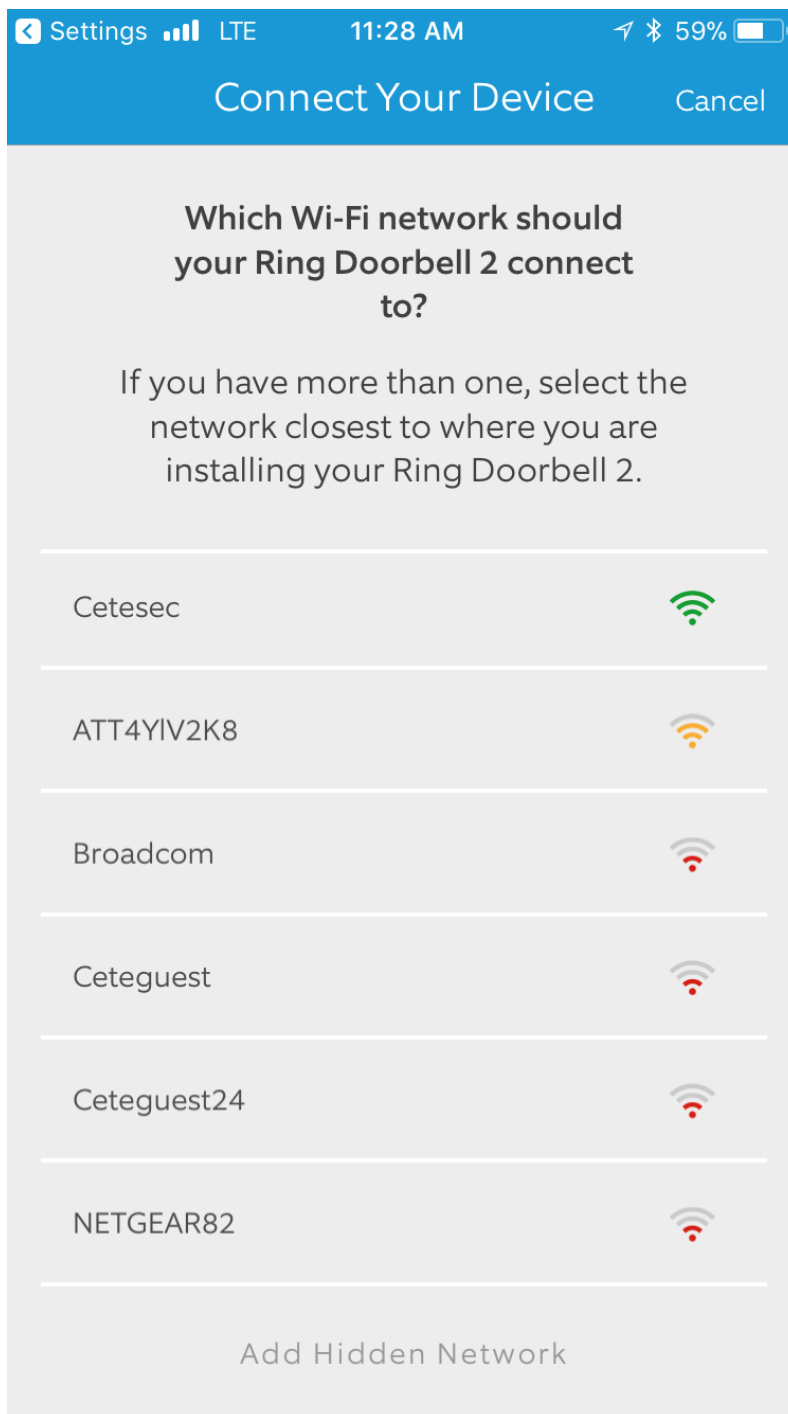 Settings LTE 11:28 AM 59%
Connect Your Device Cancel
Which Wi-Fi network should
your Ring Doorbell 2 connect
to?
If you have more than one, select the
network closest to where you are
installing your Ring Doorbell 2.
Cetesec
ATT4YlV2K8
Broadcom
Ceteguest
Ceteguest24
NETGEAR82
Add Hidden Network